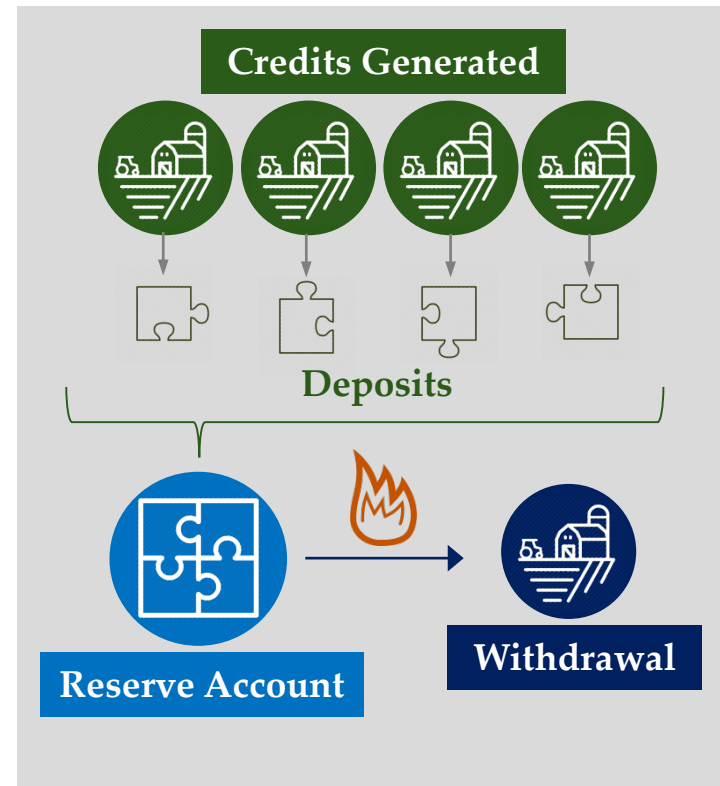 Credits Generated
Deposits
Withdrawal
Reserve Account